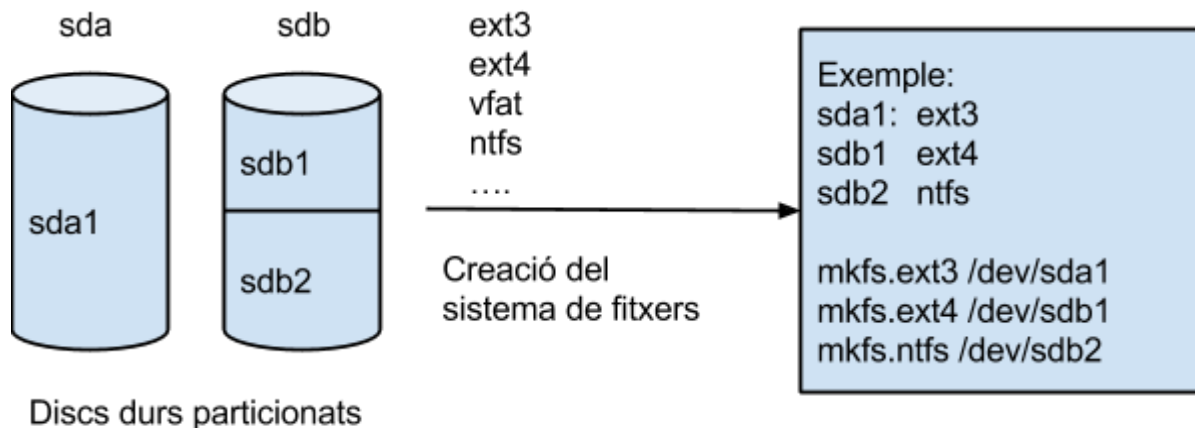 sda
sdb
sda1
sdb1
sdb2
Discs durs particionats
ext3
ext4
vfat
ntfs
….
Creació del
sistema de fitxers
Exemple:
sda1: ext3
sdb1 ext4
sdb2 ntfs
mkfs.ext3 /dev/sda1
mkfs.ext4 /dev/sdb1
mkfs.ntfs /dev/sdb2